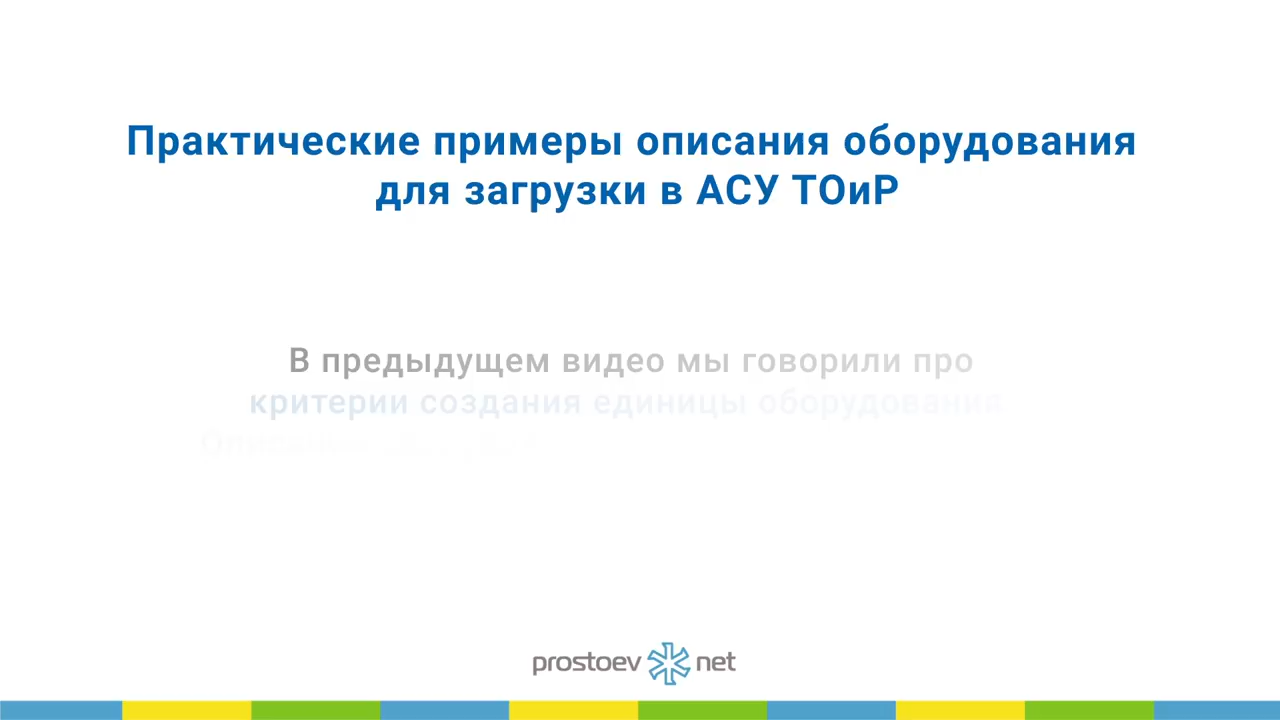 Практические примеры описания оборудования
для загрузки в АСУ ТОиР
В предыдущем видео мы говорили про
критерии создания единицы оборудования.
prostoev net